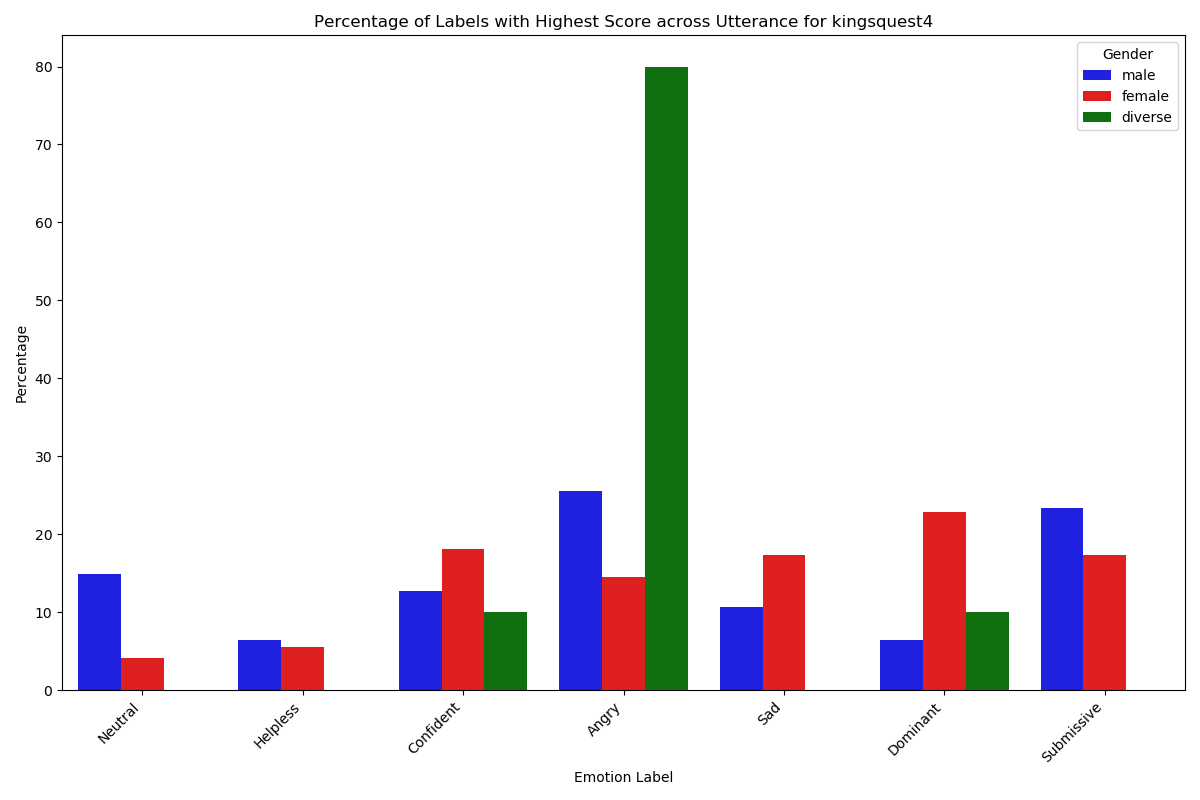 Percentage of Labels with Highest Score across Utterance for kingsquest4
Gender
male
female
diverse
Percentage
80
70
60
50
40
30
20
10
0
Neutral
Helpless
Confident
Angry
Sad
Dominant
Submissive
Emotion Label